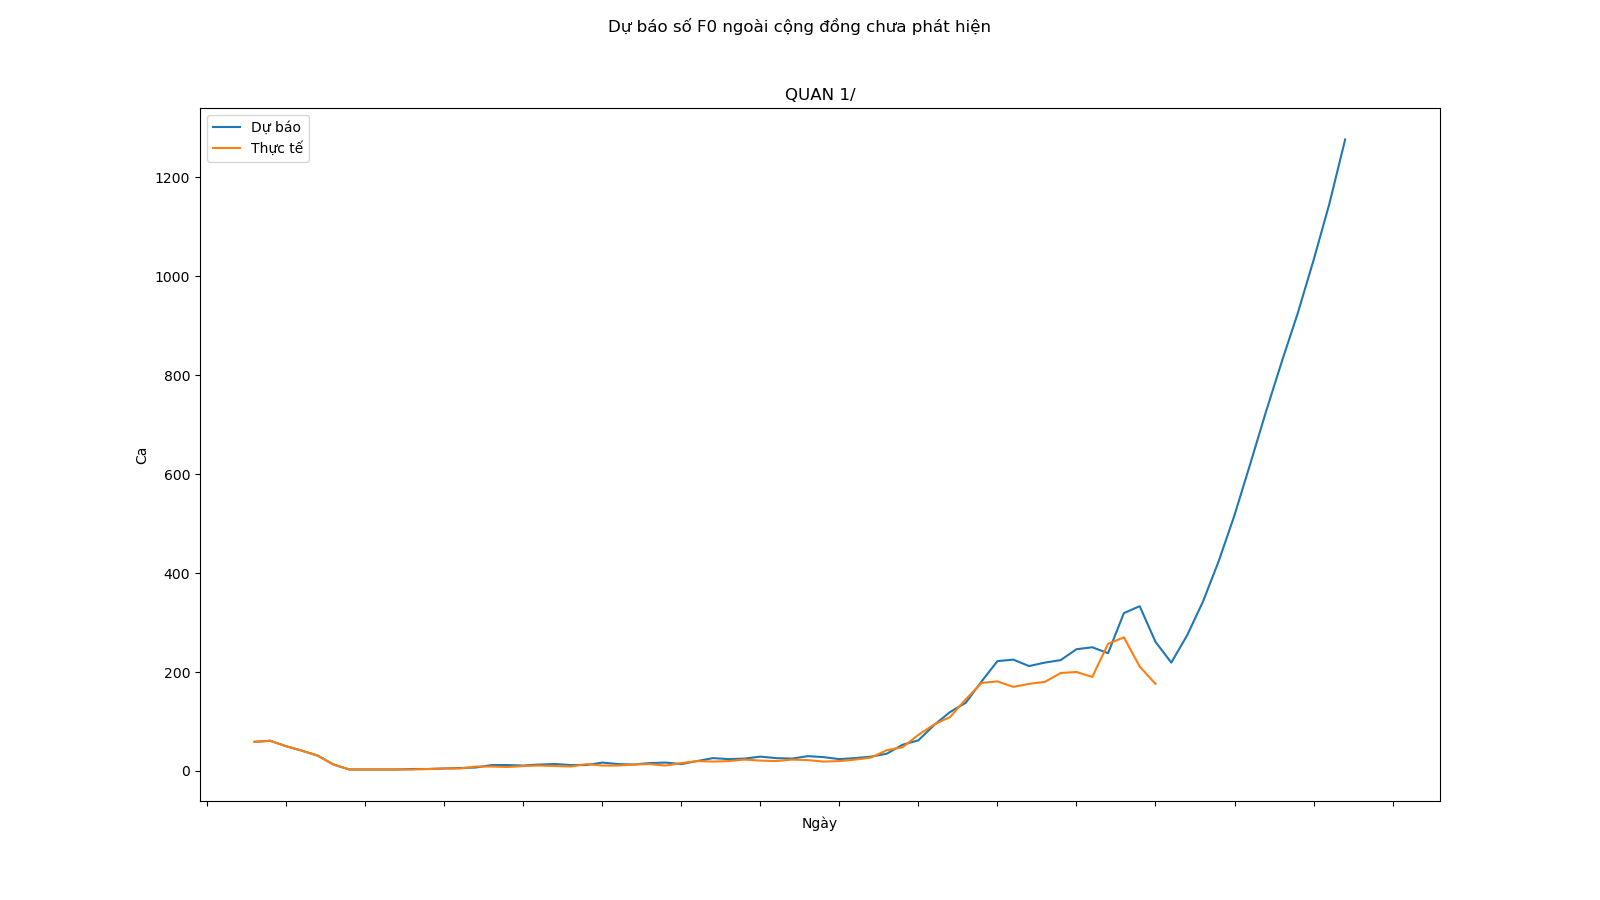 Dự báo số F0 ngoài cộng đồng chưa phát hiện
QUAN 1/
Dự báo
Thực tế
1200
1000
800
600
400
200
0
Ca
Ngày